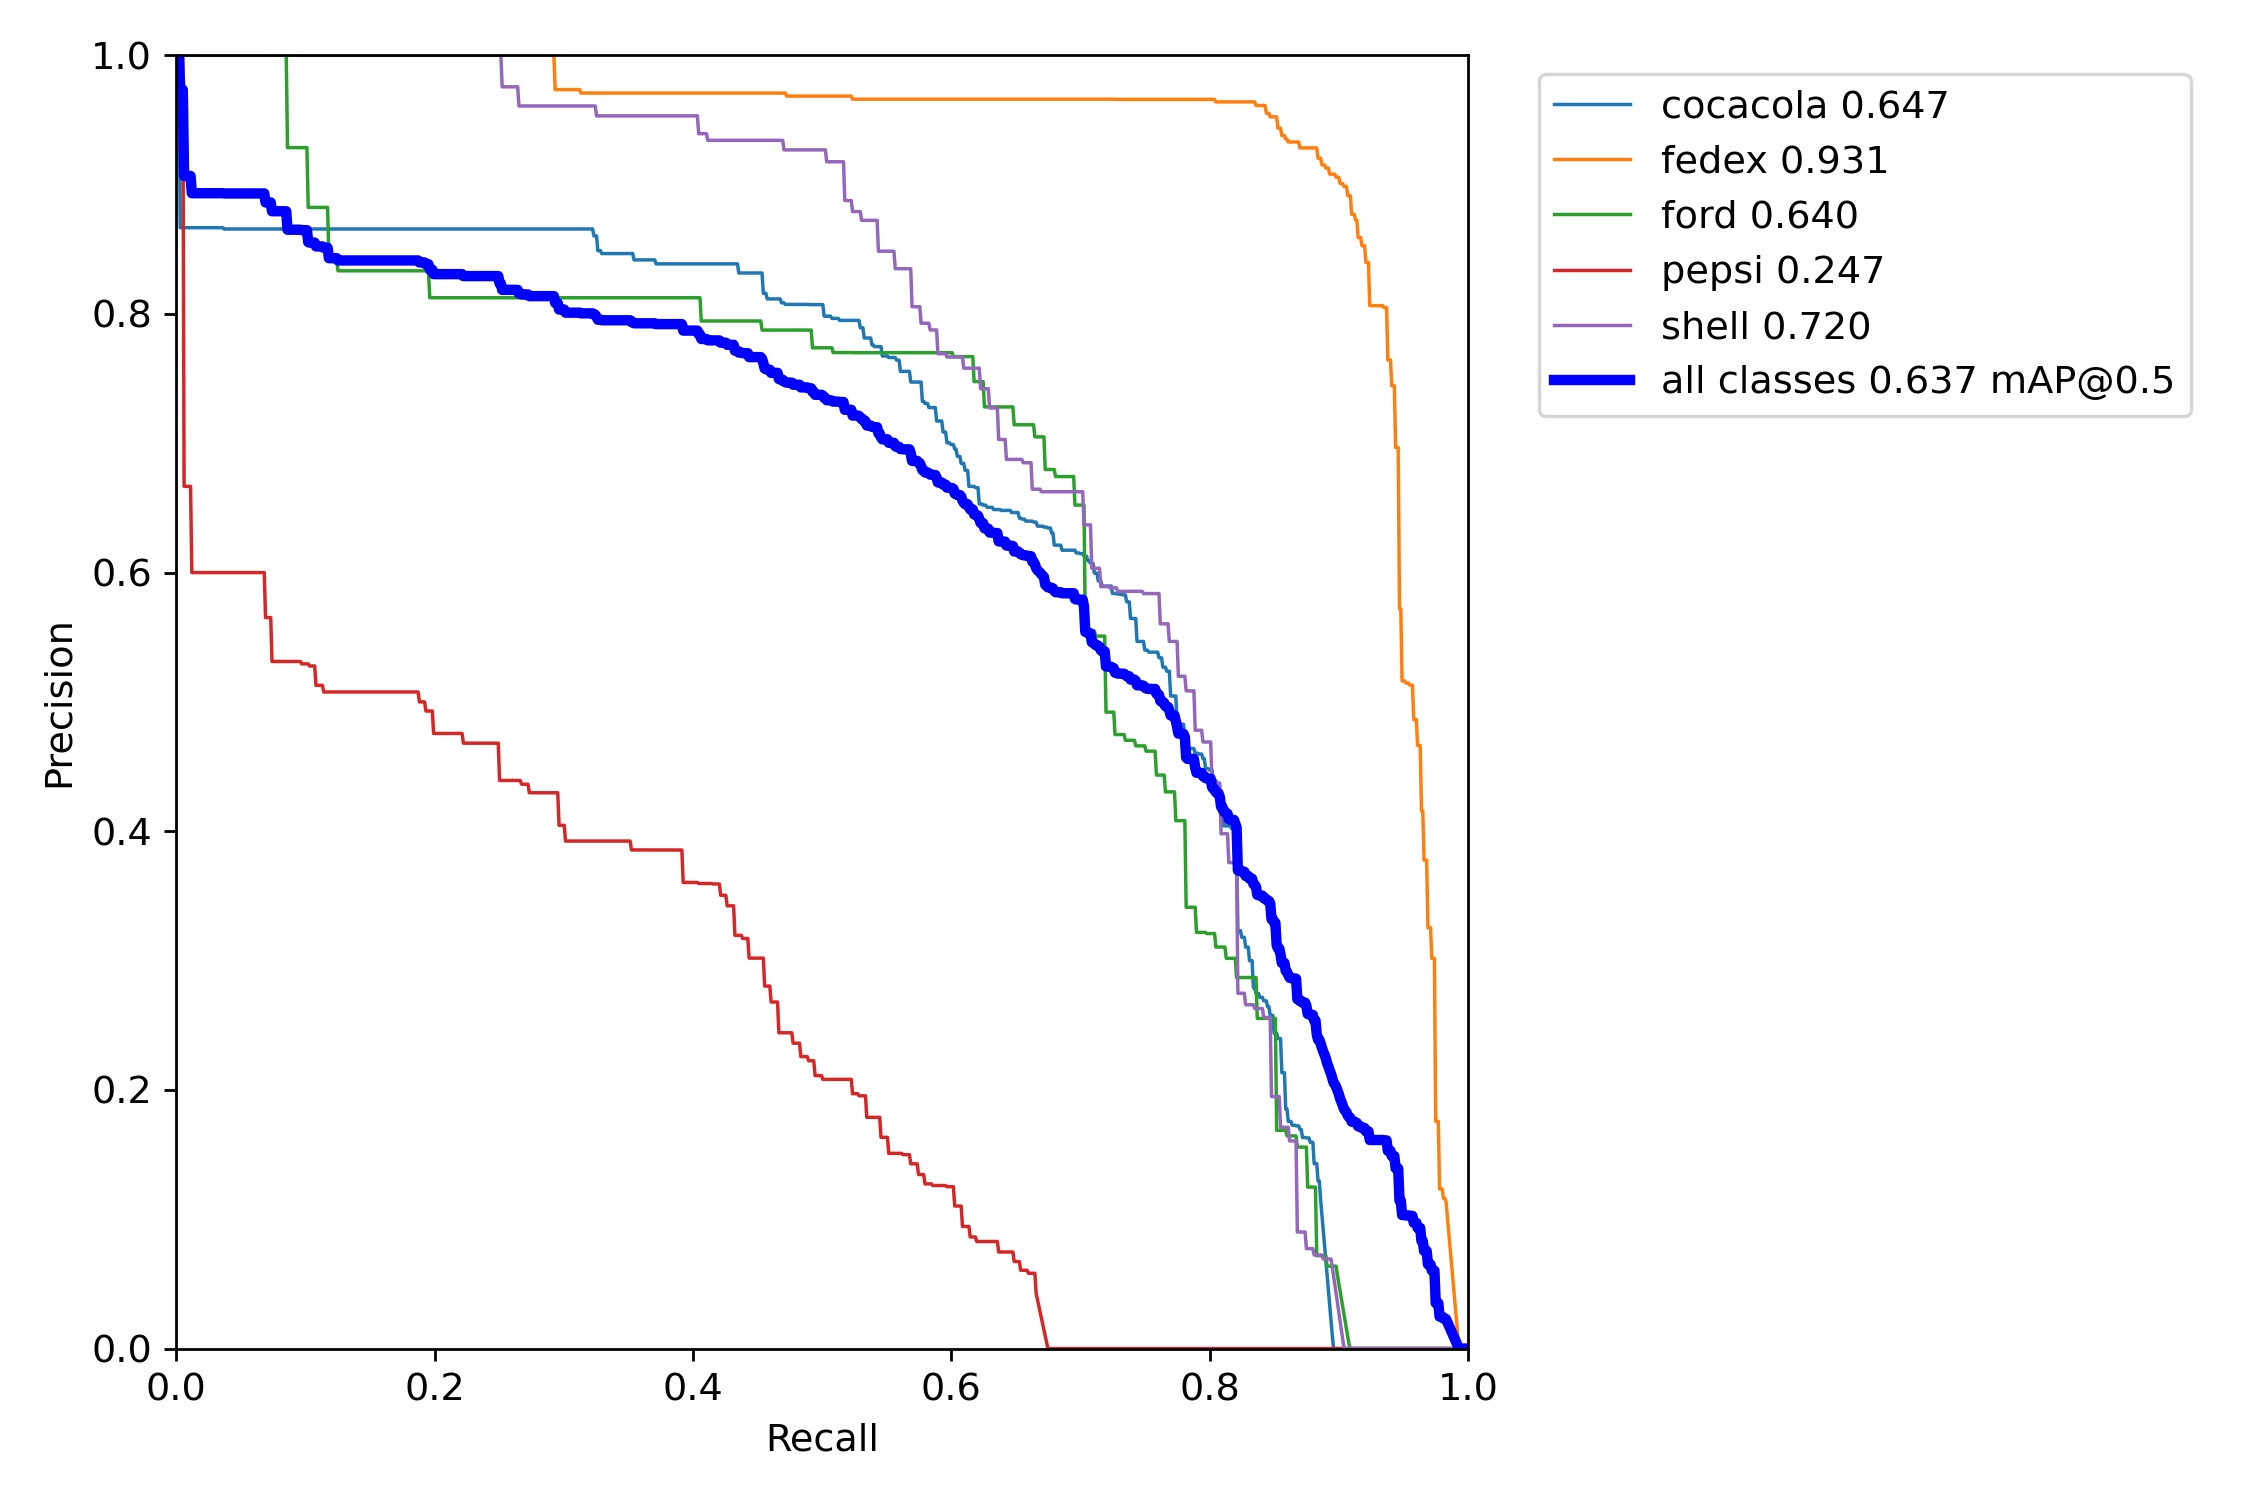 1.0
0.8
0.6
0.4
0.2
0.0
Precision
0.0 0.2 0.4 0.6 0.8 1.0
Recall
cocacola 0.647
fedex 0.931
ford 0.640
pepsi 0.247
shell 0.720
all classes 0.637 mAP@0.5